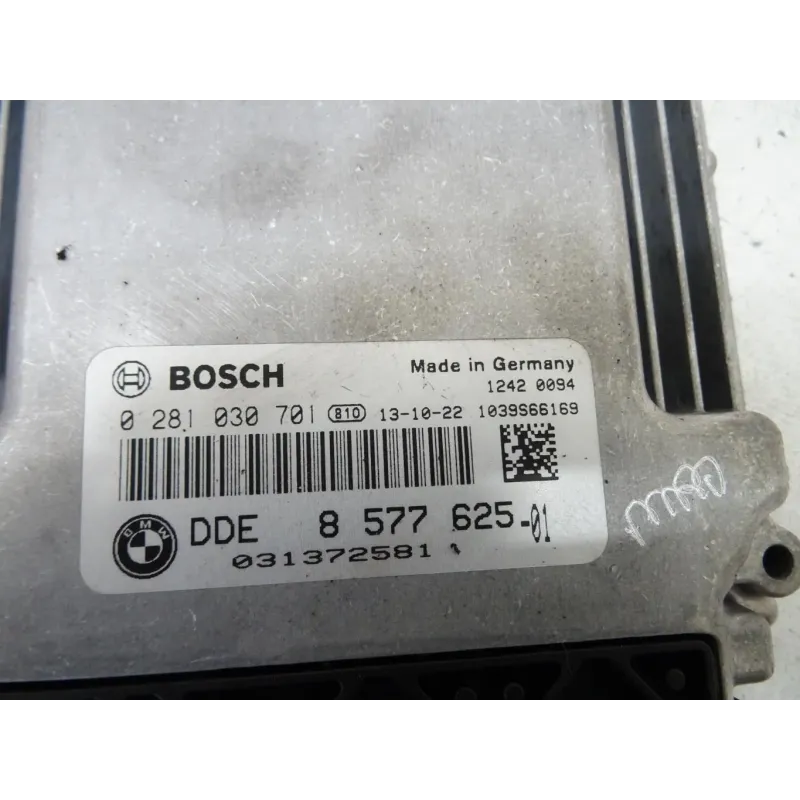 BOSCH Made in Germany
1242 0094
0 281 030 701 810 13-10-22 1039S66169
BMW DDE 8 577 625-01
031372581